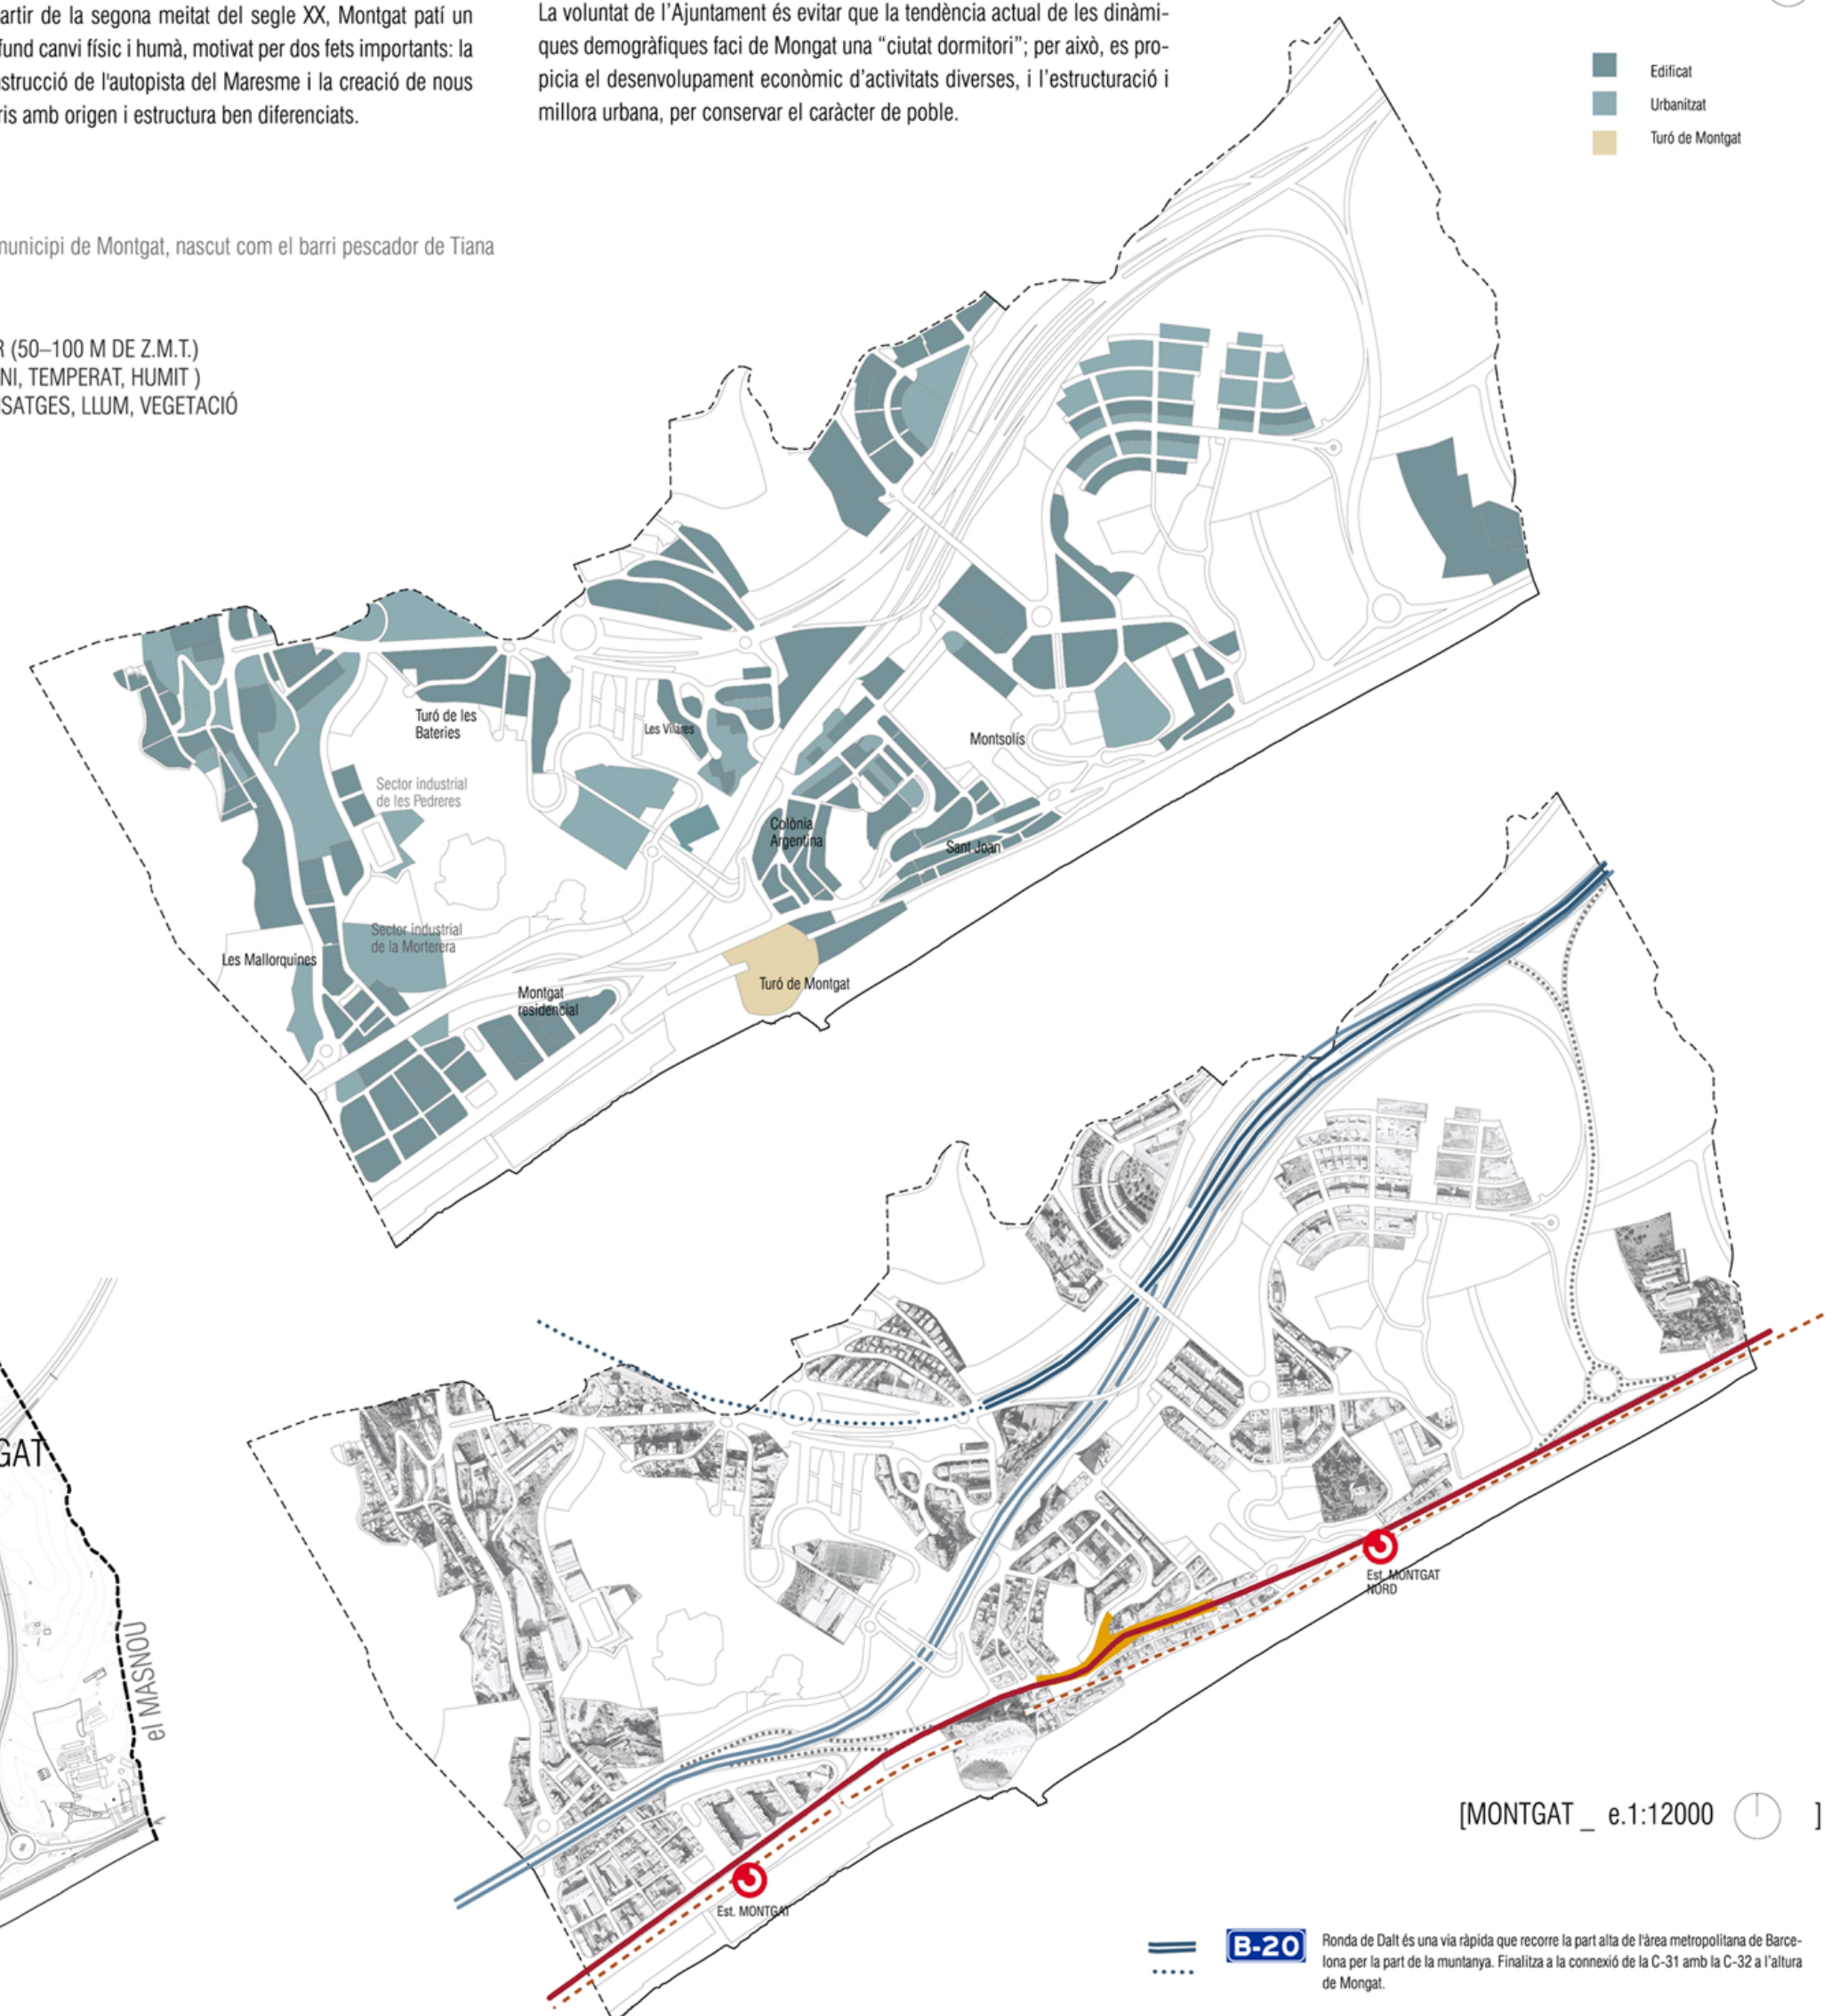 artir de la segona meitat del segle XX, Montgat patí un
fund canvi físic i humà, motivat per dos fets importants: la
strucció de l'autopista del Maresme i la creació de nous
ris amb origen i estructura ben diferenciats.
La voluntat de l'Ajuntament és evitar que la tendència actual de les dinàmi-
ques demogràfiques faci de Mongat una “ciutat dormitori”; per això, es pro-
picia el desenvolupament econòmic d'activitats diverses, i l'estructuració i
millora urbana, per conservar el caràcter de poble.
Edificat
Urbanitzat
Turó de Montgat
municipi de Montgat, nascut com el barri pescador de Tiana
R (50–100 M DE Z.M.T.)
NI, TEMPERAT, HUMIT )
SATGES, LLUM, VEGETACIÓ
Turó de les
Bateries
Les Vilares
Montsolís
Sector industrial
de les Pedreres
Colònia
Argentina
Sant Joan
Sector industrial
de la Morterera
Les Mallorquines
Turó de Montgat
Montgat
residencial
GAT
el MASNOU
Est. MONTGAT
NORD
Est. MONTGAT
[MONTGAT _ e.1:12000 ]
B-20
Ronda de Dalt és una via ràpida que recorre la part alta de l'àrea metropolitana de Barce-
lona per la part de la muntanya. Finalitza a la connexió de la C-31 amb la C-32 a l'altura
de Mongat.